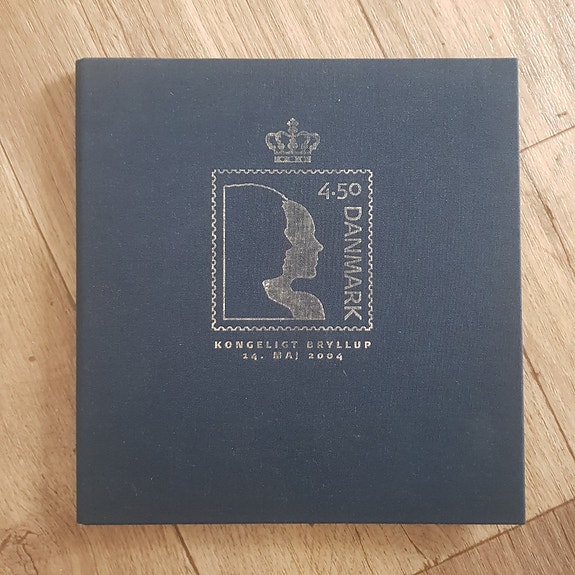 4.50
DANMARK
KONGELIGT BRYLLUP
14. MAJ 2004